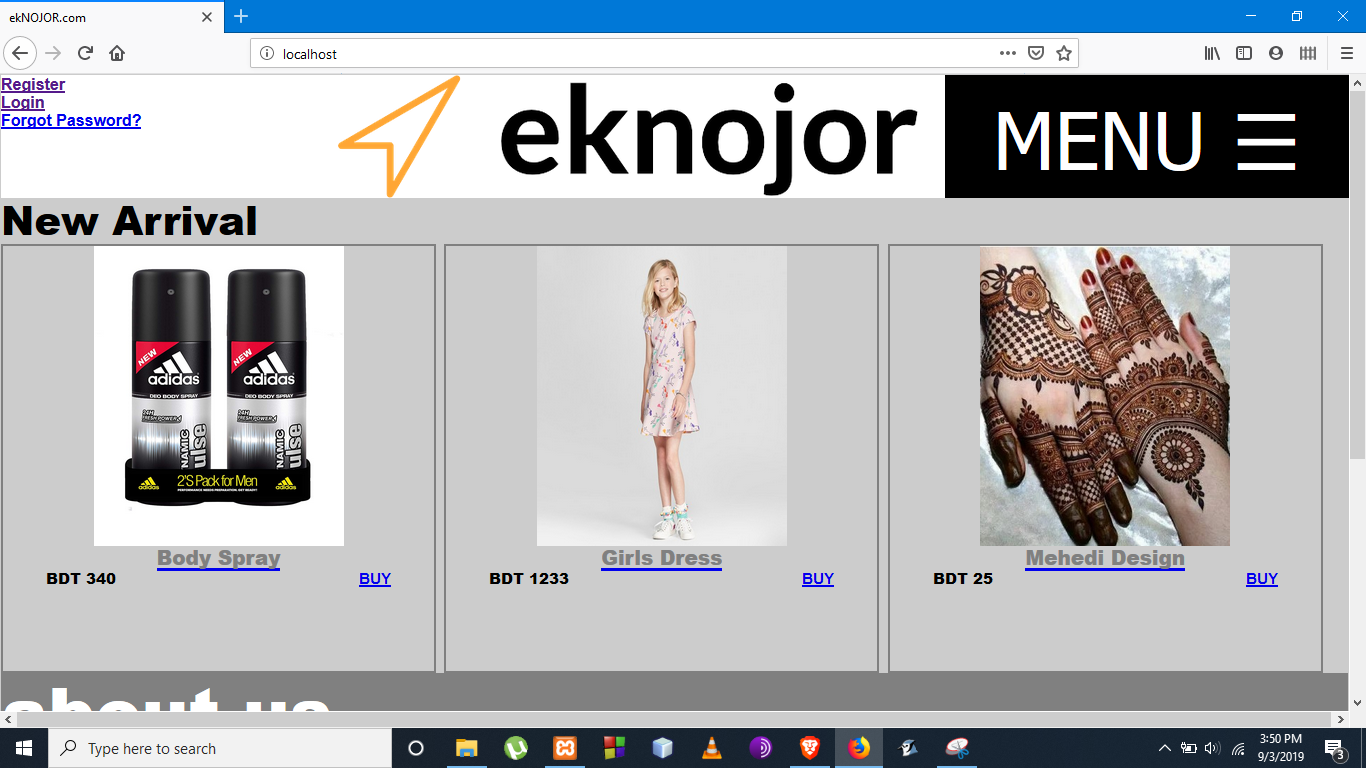 ekNOJOR.com
localhost
Register
Login
Forgot Password?
eknojor
MENU ☰
New Arrival
NEW
adidas
DEO BODY SPRAY
24H
FRESH POWER
NAMIC
ulse
NEW
adidas
DEO BODY SPRAY
24H
FRESH POWER
NAMIC
ulse
adidas
2'S Pack for Men
adidas
Body Spray
BDT 340 BUY
Girls Dress
BDT 1233 BUY
Mehedi Design
BDT 25 BUY
about us
Type here to search
3:50 PM
9/3/2019
3